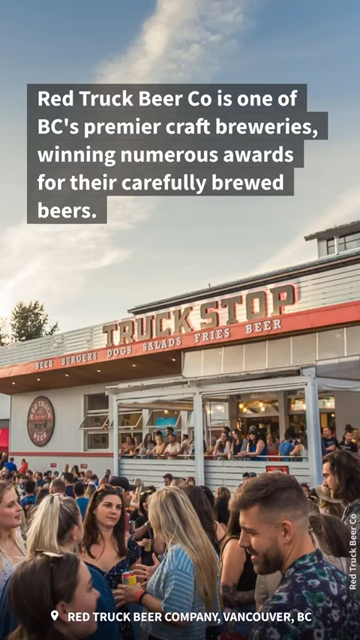 Red Truck Beer Co is one of
BC's premier craft breweries,
winning numerous awards
for their carefully brewed
beers.
TRUCK STOP
BEER BURGERS DOGS SALADS FRIES BEER
Red Truck Beer Co
RED TRUCK BEER COMPANY, VANCOUVER, BC